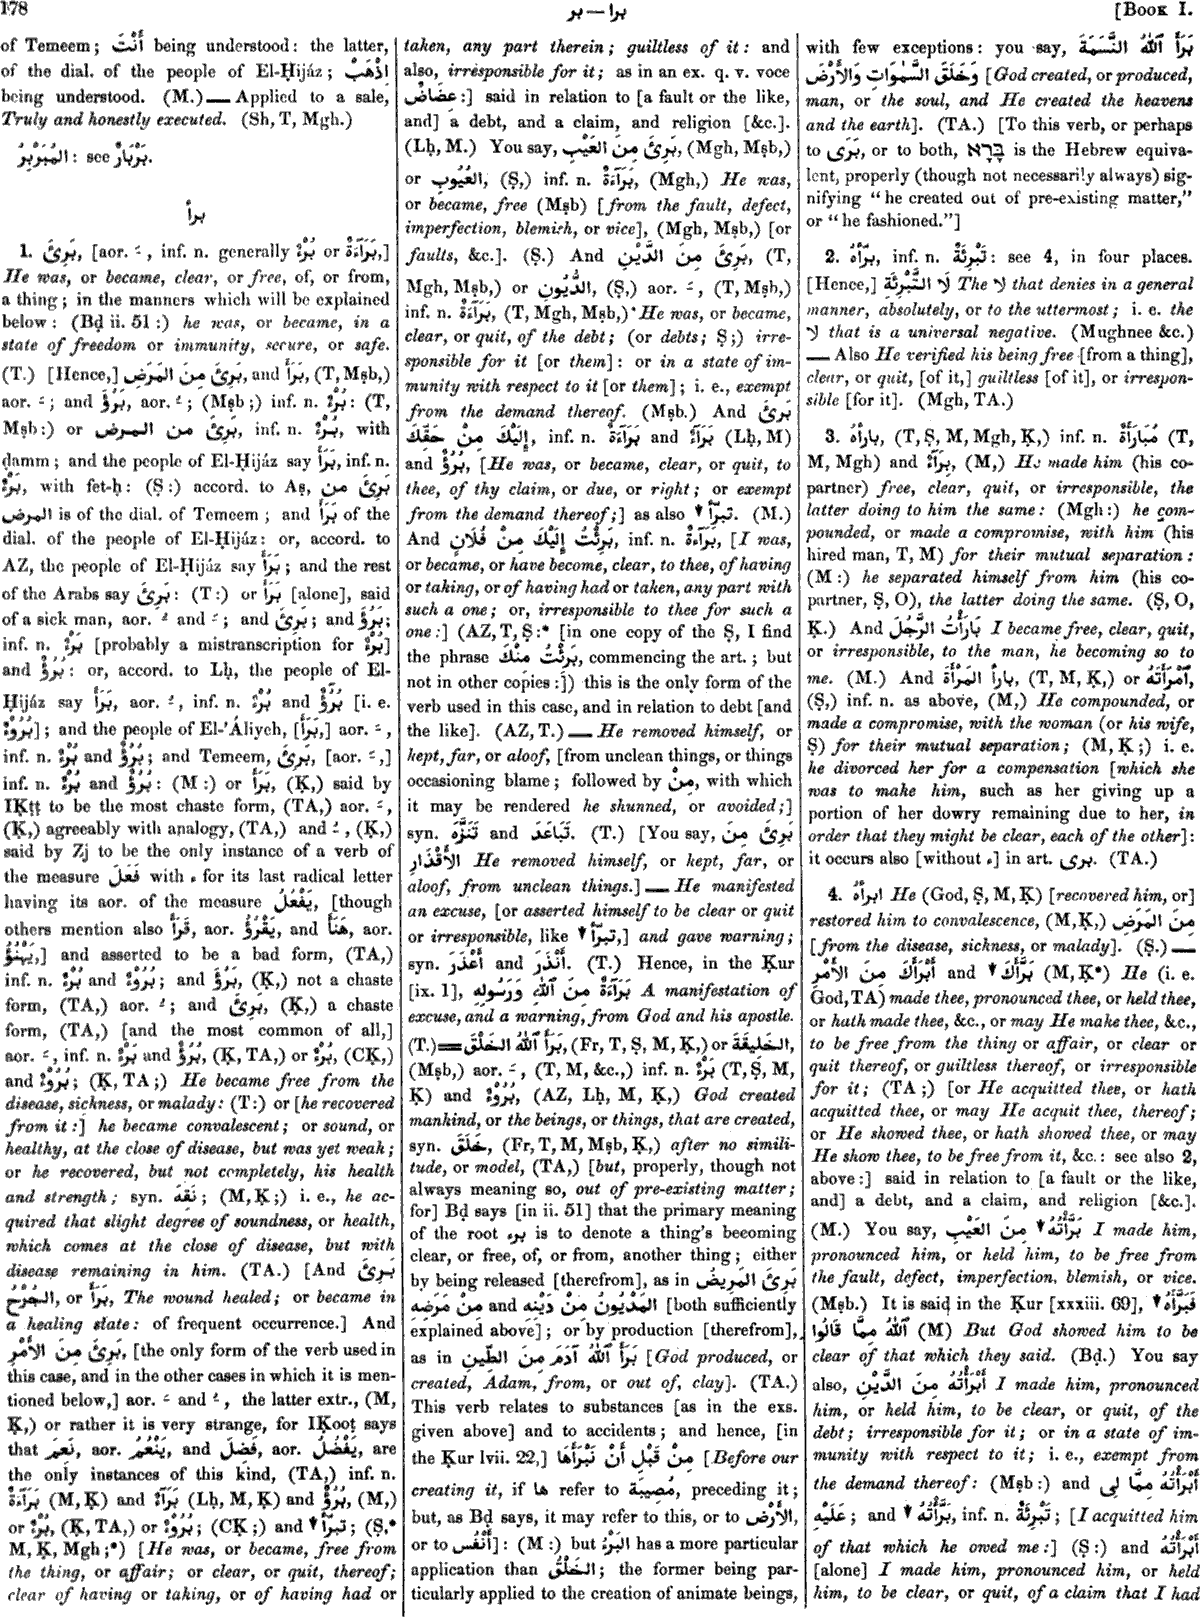 178
برا — بر
[BOOK I.
of Temeem; أَنْتَ being understood: the latter,
of the dial. of the people of El-Ḥijáz; اِذْهَبْ
being understood. (M.) — Applied to a sale,
Truly and honestly executed. (Sh, T, Mgh.)
المُبَرْبِرُ: see بَرْبَارٌ.
برأ
1. بَرِئَ, [aor. ـَ, inf. n. generally بُرْءٌ or بَرَآءَةٌ,]
He was, or became, clear, or free, of, or from,
a thing; in the manners which will be explained
below: (Bḍ ii. 51:) he was, or became, in a
state of freedom or immunity, secure, or safe.
(T.) [Hence,] بَرِئَ مِنَ المَرَضِ, and بَرَأَ, (T, Mṣb,)
aor. ـَ; and بَرُؤَ, aor. ـُ; (Mṣb;) inf. n. بُرْءٌ: (T,
Mṣb:) or بَرِئَ من المرض, inf. n. بُرْءٌ, with
ḍamm; and the people of El-Ḥijáz say بَرَأَ, inf. n.
بَرْءٌ, with fet-ḥ: (Ṣ:) accord. to Aṣ, بَرِئَ من
المرض is of the dial. of Temeem; and بَرَأَ of the
dial. of the people of El-Ḥijáz: or, accord. to
AZ, the people of El-Ḥijáz say بَرَأَ; and the rest
of the Arabs say بَرِئَ: (T:) or بَرَأَ [alone], said
of a sick man, aor. ـُ and ـَ; and بَرِئَ; and بَرُؤَ;
inf. n. بَرْءٌ [probably a mistranscription for بُرْءٌ]
and بُرُؤٌ: or, accord. to Lḥ, the people of El-
Ḥijáz say بَرَأَ, aor. ـُ, inf. n. بُرْءٌ and بُرُؤٌ [i. e.
بُرُوْءٌ]; and the people of El-'Áliyeh, [بَرَأَ,] aor. ـَ,
inf. n. بُرْءٌ and بُرُؤٌ; and Temeem, بَرِئَ, [aor. ـَ,]
inf. n. بُرْءٌ and بُرُؤٌ: (M:) or بَرَأَ, (Ḳ,) said by
IḲṭṭ to be the most chaste form, (TA,) aor. ـَ,
(Ḳ,) agreeably with analogy, (TA,) and ـُ, (Ḳ,)
said by Zj to be the only instance of a verb of
the measure فَعَلَ with ء for its last radical letter
having its aor. of the measure يَفْعُلُ, [though
others mention also قَرَأَ, aor. يَقْرُؤُ, and هَنَأَ, aor.
يَهْنُؤُ,] and asserted to be a bad form, (TA,)
inf. n. بُرْءٌ and بُرُوْءٌ; and بَرُؤَ, (Ḳ,) not a chaste
form, (TA,) aor. ـُ; and بَرِئَ, (Ḳ,) a chaste
form, (TA,) [and the most common of all,]
aor. ـَ, inf. n. بُرْءٌ and بُرُؤٌ, (Ḳ, TA,) or بَرْءٌ, (CḲ,)
and بُرُوْءٌ; (Ḳ, TA;) He became free from the
disease, sickness, or malady: (T:) or [he recovered
from it:] he became convalescent; or sound, or
healthy, at the close of disease, but was yet weak;
or he recovered, but not completely, his health
and strength; syn. نَقِهَ; (M, Ḳ;) i. e., he ac-
quired that slight degree of soundness, or health,
which comes at the close of disease, but with
disease remaining in him. (TA.) [And بَرِئَ
الجُرْحُ, or بَرَأَ, The wound healed; or became in
a healing state: of frequent occurrence.] And
بَرِئَ مِنَ الأَمْرِ, [the only form of the verb used in
this case, and in the other cases in which it is men-
tioned below,] aor. ـَ and ـُ, the latter extr., (M,
Ḳ,) or rather it is very strange, for IḲooṭ says
that نَعِمَ, aor. يَنْعُمُ, and فَضِلَ, aor. يَفْضُلُ, are
the only instances of this kind, (TA,) inf. n.
بَرَآءَةٌ (M, Ḳ) and بَرَآءٌ (Lḥ, M, Ḳ) and بُرُؤٌ, (M,)
or بُرْءٌ, (Ḳ, TA,) or بُرُوْءٌ; (CḲ;) and ▼ تبرّأ; (Ṣ,*
M, Ḳ, Mgh;*) [He was, or became, free from
the thing, or affair; or clear, or quit, thereof;
clear of having or taking, or of having had or
taken, any part therein; guiltless of it: and
also, irresponsible for it; as in an ex. q. v. voce
عِضَاضٌ:] said in relation to [a fault or the like,
and] a debt, and a claim, and religion [&c.].
(Lḥ, M.) You say, بَرِئَ مِنَ العَيْبِ, (Mgh, Mṣb,)
or العُيُوبِ, (Ṣ,) inf. n. بَرَآءَةٌ, (Mgh,) He was,
or became, free (Mṣb) [from the fault, defect,
imperfection, blemish, or vice], (Mgh, Mṣb,) [or
faults, &c.]. (Ṣ.) And بَرِئَ مِنَ الدَّيْنِ, (T,
Mgh, Mṣb,) or الدُّيُونِ, (Ṣ,) aor. ـَ, (T, Mṣb,)
inf. n. بَرَآءَةٌ, (T, Mgh, Mṣb,) He was, or became,
clear, or quit, of the debt; (or debts; Ṣ;) irre-
sponsible for it [or them]: or in a state of im-
munity with respect to it [or them]; i. e., exempt
from the demand thereof. (Mṣb.) And بَرِئَ
إِلَيْكَ مِنْ حَقِّكَ, inf. n. بَرَآءَةٌ and بَرَآءٌ (Lḥ, M)
and بُرُؤٌ, [He was, or became, clear, or quit, to
thee, of thy claim, or due, or right; or exempt
from the demand thereof;] as also ▼ تبرّأ. (M.)
And بَرِئْتُ إِلَيْكَ مِنْ فُلَانٍ, inf. n. بَرَآءَةٌ, [I was,
or became, or have become, clear, to thee, of having
or taking, or of having had or taken, any part with
such a one; or, irresponsible to thee for such a
one:] (AZ, T, Ṣ:* [in one copy of the Ṣ, I find
the phrase بَرِئْتُ مِنْكَ, commencing the art.; but
not in other copies:]) this is the only form of the
verb used in this case, and in relation to debt [and
the like]. (AZ, T.) — He removed himself, or
kept, far, or aloof, [from unclean things, or things
occasioning blame; followed by مِنْ, with which
it may be rendered he shunned, or avoided;]
syn. تَنَزَّهَ and تَبَاعَدَ. (T.) [You say, بَرِئَ مِنَ
الأَقْذَارِ He removed himself, or kept, far, or
aloof, from unclean things.] — He manifested
an excuse, [or asserted himself to be clear or quit
or irresponsible, like ▼ تبرّأ,] and gave warning;
syn. أَعْذَرَ and أَنْذَرَ. (T.) Hence, in the Ḳur
[ix. 1], بَرَآءَةٌ مِنَ ٱللّٰهِ وَرَسُولِهِ A manifestation of
excuse, and a warning, from God and his apostle.
(T.) = بَرَأَ ٱللّٰهُ الخَلْقَ, (Fr, T, Ṣ, M, Ḳ,) or الخَلِيقَةَ,
(Mṣb,) aor. ـَ, (T, M, &c.,) inf. n. بَرْءٌ (T, Ṣ, M,
Ḳ) and بُرُوْءٌ, (AZ, Lḥ, M, Ḳ,) God created
mankind, or the beings, or things, that are created,
syn. خَلَقَ, (Fr, T, M, Mṣb, Ḳ,) after no simili-
tude, or model, (TA,) [but, properly, though not
always meaning so, out of pre-existing matter;
for] Bḍ says [in ii. 51] that the primary meaning
of the root برء is to denote a thing's becoming
clear, or free, of, or from, another thing; either
by being released [therefrom], as in بَرِئَ المَرِيضُ
مِنْ مَرَضِهِ and المَدْيُونُ مِنْ دَيْنِهِ [both sufficiently
explained above]; or by production [therefrom],
as in بَرَأَ ٱللّٰهُ آدَمَ مِنَ الطِّينِ [God produced, or
created, Adam, from, or out of, clay]. (TA.)
This verb relates to substances [as in the exs.
given above] and to accidents; and hence, [in
the Ḳur lvii. 22,] مِنْ قَبْلِ أَنْ نَبْرَأَهَا [Before our
creating it, if ها refer to مُصِيبَة, preceding it;
but, as Bḍ says, it may refer to this, or to الأَرْض,
or to أَنْفُس]: (M:) but البَرْءُ has a more particular
application than الخَلْقُ; the former being par-
ticularly applied to the creation of animate beings,
with few exceptions: you say, بَرَأَ ٱللّٰهُ النَّسَمَةَ
وَخَلَقَ السَّمٰوَاتِ وَالأَرْضَ [God created, or produced,
man, or the soul, and He created the heavens
and the earth]. (TA.) [To this verb, or perhaps
to بَرَى, or to both, בָּרָא is the Hebrew equiva-
lent, properly (though not necessarily always) sig-
nifying "he created out of pre-existing matter,"
or "he fashioned."]
2. بَرَّأَهُ, inf. n. تَبْرِئَةٌ: see 4, in four places.
[Hence,] لَا التَّبْرِئَةِ The لا that denies in a general
manner, absolutely, or to the uttermost; i. e. the
لا that is a universal negative. (Mughnee &c.)
— Also He verified his being free [from a thing],
clear, or quit, [of it,] guiltless [of it], or irrespon-
sible [for it]. (Mgh, TA.)
3. بارأهُ, (T, Ṣ, M, Mgh, Ḳ,) inf. n. مُبَارَأَةٌ (T,
M, Mgh) and بِرَآءٌ, (M,) He made him (his co-
partner) free, clear, quit, or irresponsible, the
latter doing to him the same: (Mgh:) he com-
pounded, or made a compromise, with him (his
hired man, T, M) for their mutual separation:
(M:) he separated himself from him (his co-
partner, Ṣ, O), the latter doing the same. (Ṣ, O,
Ḳ.) And بَارَأْتُ الرَّجُلَ I became free, clear, quit,
or irresponsible, to the man, he becoming so to
me. (M.) And بارأ المَرْأَةَ, (T, M, Ḳ,) or ٱمْرَأَتَهُ,
(Ṣ,) inf. n. as above, (M,) He compounded, or
made a compromise, with the woman (or his wife,
Ṣ) for their mutual separation; (M, Ḳ;) i. e.
he divorced her for a compensation [which she
was to make him, such as her giving up a
portion of her dowry remaining due to her, in
order that they might be clear, each of the other]:
it occurs also [without ء] in art. برى. (TA.)
4. ابرأهُ He (God, Ṣ, M, Ḳ) [recovered him, or]
restored him to convalescence, (M, Ḳ,) مِنَ المَرَضِ
[from the disease, sickness, or malady]. (Ṣ.) —
أَبْرَأَكَ مِنَ الأَمْرِ and ▼ بَرَّأَكَ (M, Ḳ*) He (i. e.
God, TA) made thee, pronounced thee, or held thee,
or hath made thee, &c., or may He make thee, &c.,
to be free from the thing or affair, or clear or
quit thereof, or guiltless thereof, or irresponsible
for it; (TA;) [or He acquitted thee, or hath
acquitted thee, or may He acquit thee, thereof;
or He showed thee, or hath showed thee, or may
He show thee, to be free from it, &c.: see also 2,
above:] said in relation to [a fault or the like,
and] a debt, and a claim, and religion [&c.].
(M.) You say, ▼ بَرَّأْتُهُ مِنَ العَيْبِ I made him,
pronounced him, or held him, to be free from
the fault, defect, imperfection, blemish, or vice.
(Mṣb.) It is said in the Ḳur [xxxiii. 69], ▼ فَبَرَّأَهُ
ٱللّٰهُ مِمَّا قَالُوا (M) But God showed him to be
clear of that which they said. (Bḍ.) You say
also, أَبْرَأْتُهُ مِنَ الدَّيْنِ I made him, pronounced
him, or held him, to be clear, or quit, of the
debt; irresponsible for it; or in a state of im-
munity with respect to it; i. e., exempt from
the demand thereof: (Mṣb:) and أَبْرَأْتُهُ مِمَّا لِى
عَلَيْهِ; and ▼ بَرَّأْتُهُ, inf. n. تَبْرِئَةٌ; [I acquitted him
of that which he owed me:] (Ṣ:) and أَبْرَأْتُهُ
[alone] I made him, pronounced him, or held
him, to be clear, or quit, of a claim that I had